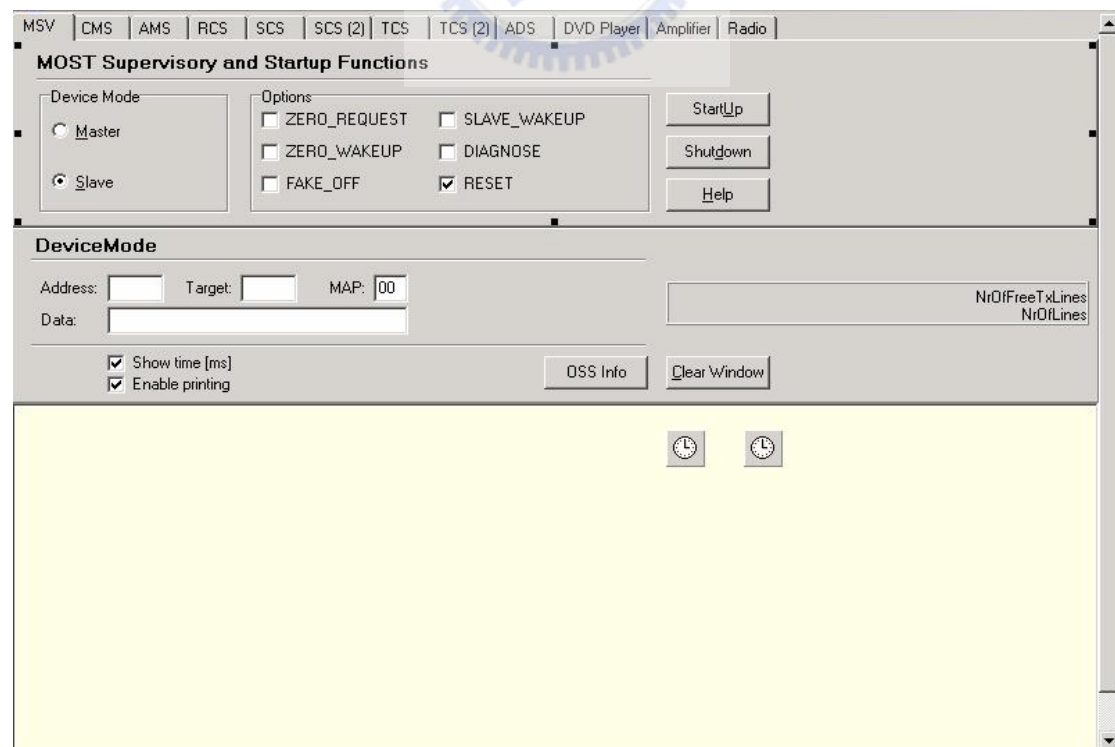 MSV CMS AMS RCS SCS SCS (2) TCS TCS (2) ADS DVD Player Amplifier Radio
MOST Supervisory and Startup Functions
Device Mode
Master
Slave
Options
ZERO_REQUEST SLAVE_WAKEUP
ZERO_WAKEUP DIAGNOSE
FAKE_OFF RESET
StartUp
Shutdown
Help
DeviceMode
Address: Target: MAP: 00
Data:
NrOfFreeTxLines
NrOfLines
Show time [ms]
Enable printing
OSS Info Clear Window